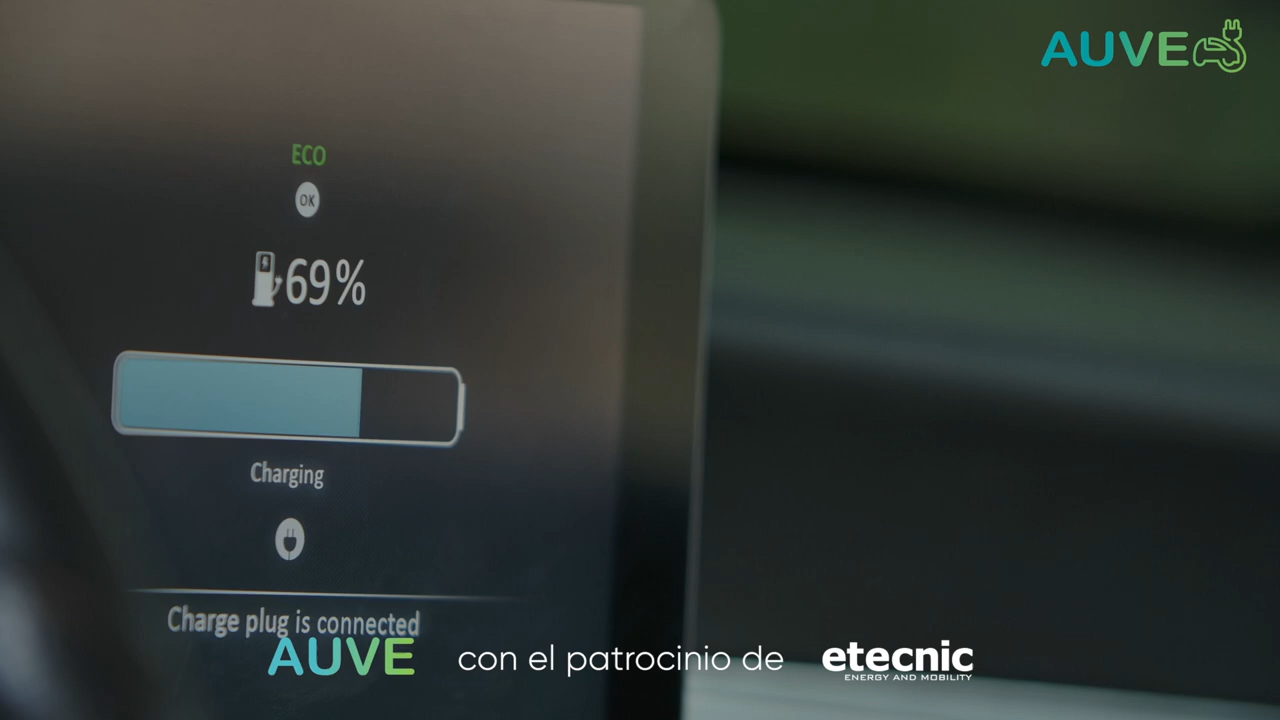 AUVE
ECO
OK
69%
Charging
Charge plug is connected
AUVE con el patrocinio de etecnic
ENERGY AND MOBILITY